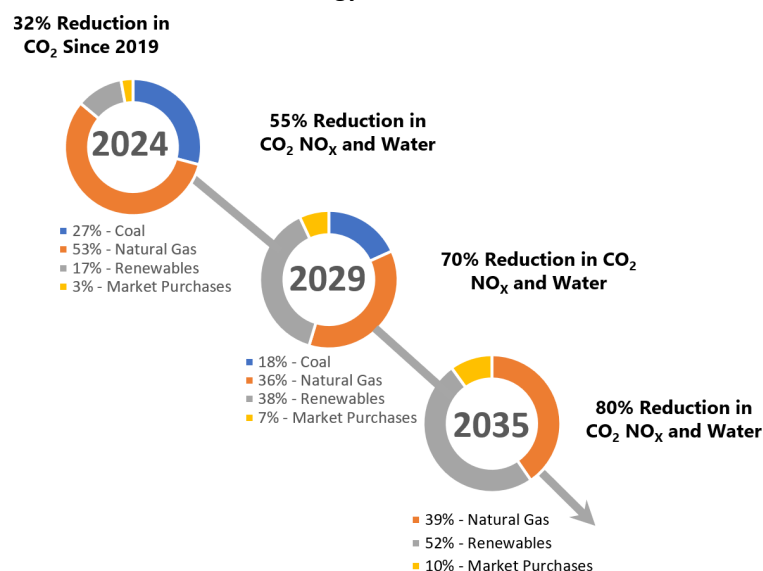 32% Reduction in
CO₂ Since 2019
2024
27% - Coal
53% - Natural Gas
17% - Renewables
3% - Market Purchases
55% Reduction in
CO₂ NOₓ and Water
2029
18% - Coal
36% - Natural Gas
38% - Renewables
7% - Market Purchases
70% Reduction in CO₂
NOₓ and Water
2035
39% - Natural Gas
52% - Renewables
10% - Market Purchases
80% Reduction in
CO₂ NOₓ and Water